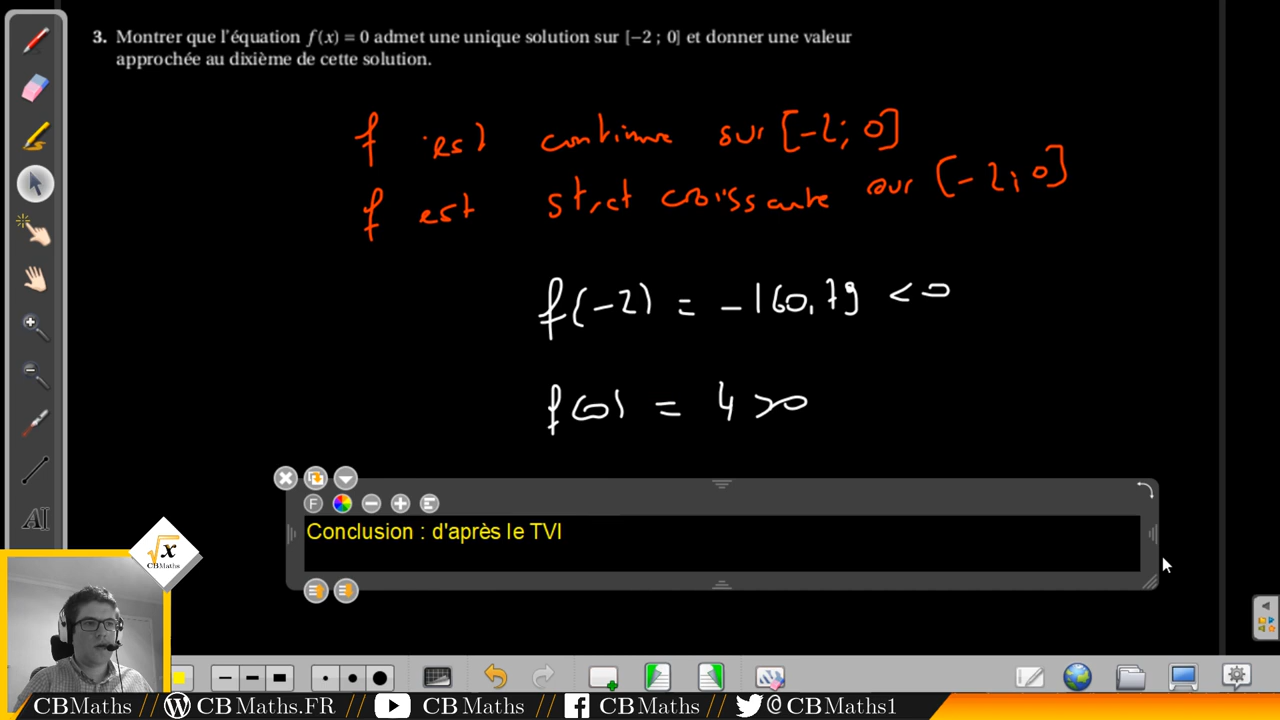 3. Montrer que l'équation f(x) = 0 admet une unique solution sur [−2 ; 0] et donner une valeur
approchée au dixième de cette solution.
f est continue sur [-2; 0]
f est strict croissante sur [-2; 0]
f(-2) = -160,79 < 0
f(0) = 4 > 0
F
Conclusion : d'après le TVI
AI
√x
CBMaths
CBMaths // CBMaths.FR // CBMaths // CBMaths // @CBMaths1